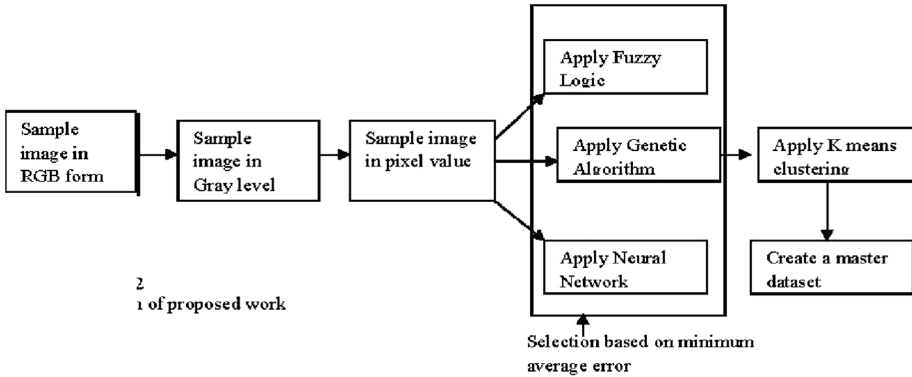 Sample
image in
RGB form
Sample
image in
Gray level
Sample image
in pixel value
Apply Fuzzy
Logic
Apply Genetic
Algorithm
Apply Neural
Network
Apply K means
clustering
Create a master
dataset
2
of proposed work
Selection based on minimum
average error